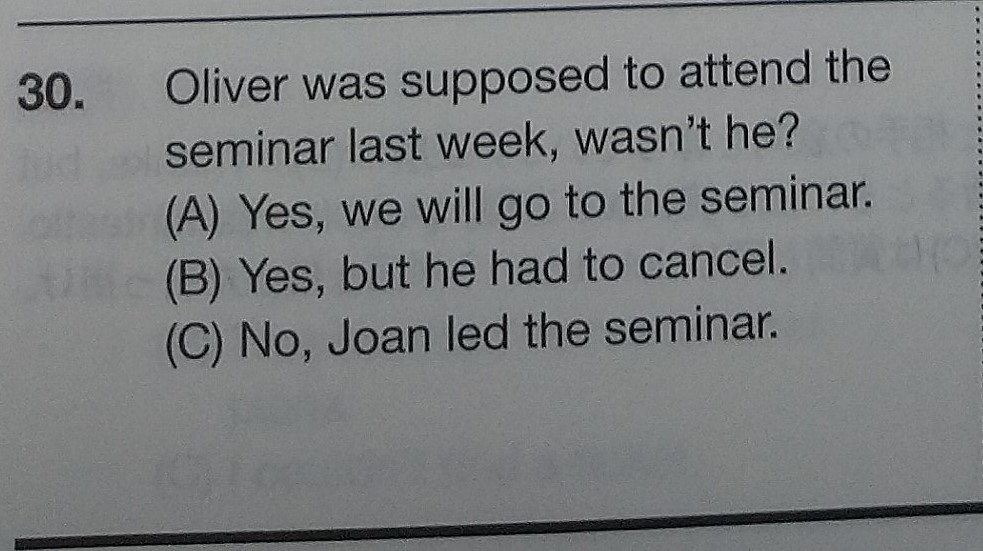 30. Oliver was supposed to attend the
seminar last week, wasn't he?
(A) Yes, we will go to the seminar.
(B) Yes, but he had to cancel.
(C) No, Joan led the seminar.